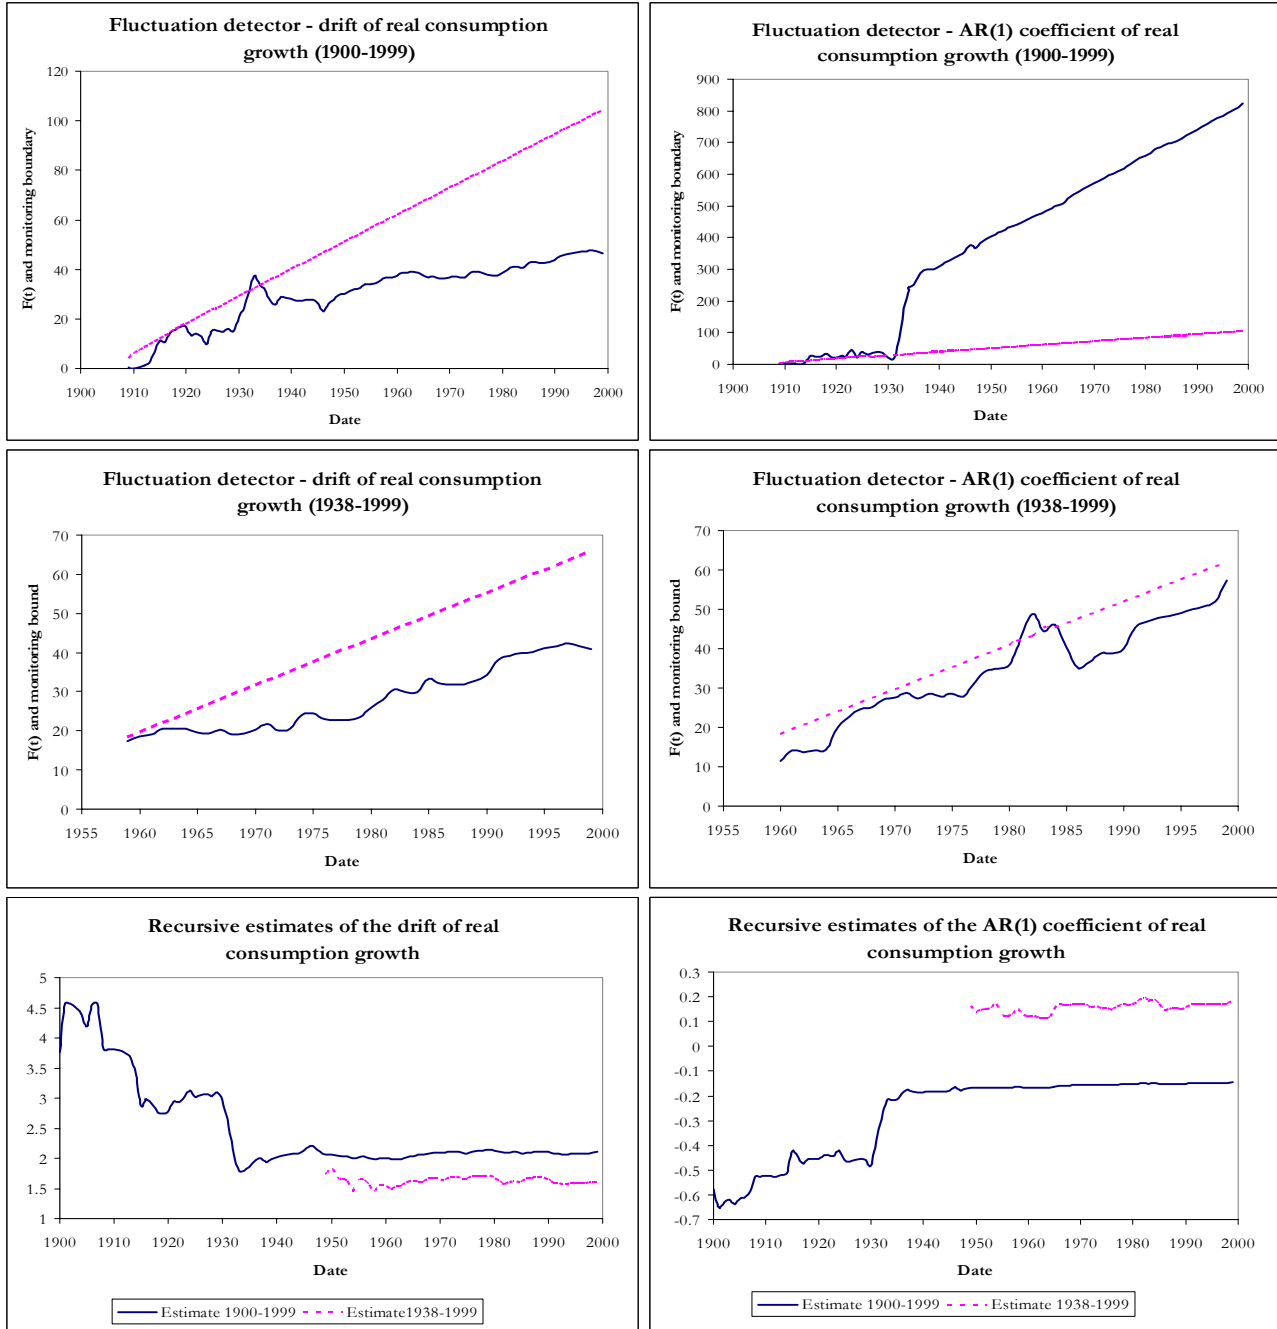 Fluctuation detector - drift of real consumption
growth (1900-1999)
F(t) and monitoring boundary
120
100
80
60
40
20
0
1900 1910 1920 1930 1940 1950 1960 1970 1980 1990 2000
Date
Fluctuation detector - AR(1) coefficient of real
consumption growth (1900-1999)
F(t) and monitoring boundary
900
800
700
600
500
400
300
200
100
0
1900 1910 1920 1930 1940 1950 1960 1970 1980 1990 2000
Date
Fluctuation detector - drift of real consumption
growth (1938-1999)
F(t) and monitoring bound
70
60
50
40
30
20
10
0
1955 1960 1965 1970 1975 1980 1985 1990 1995 2000
Date
Fluctuation detector - AR(1) coefficient of real
consumption growth (1938-1999)
F(t) and monitoring bound
70
60
50
40
30
20
10
0
1955 1960 1965 1970 1975 1980 1985 1990 1995 2000
Date
Recursive estimates of the drift of real
consumption growth
5
4.5
4
3.5
3
2.5
2
1.5
1
1900 1910 1920 1930 1940 1950 1960 1970 1980 1990 2000
Date
Estimate 1900-1999 Estimate1938-1999
Recursive estimates of the AR(1) coefficient of real
consumption growth
0.3
0.2
0.1
0
-0.1
-0.2
-0.3
-0.4
-0.5
-0.6
-0.7
1900 1910 1920 1930 1940 1950 1960 1970 1980 1990 2000
Date
Estimate 1900-1999 Estimate 1938-1999